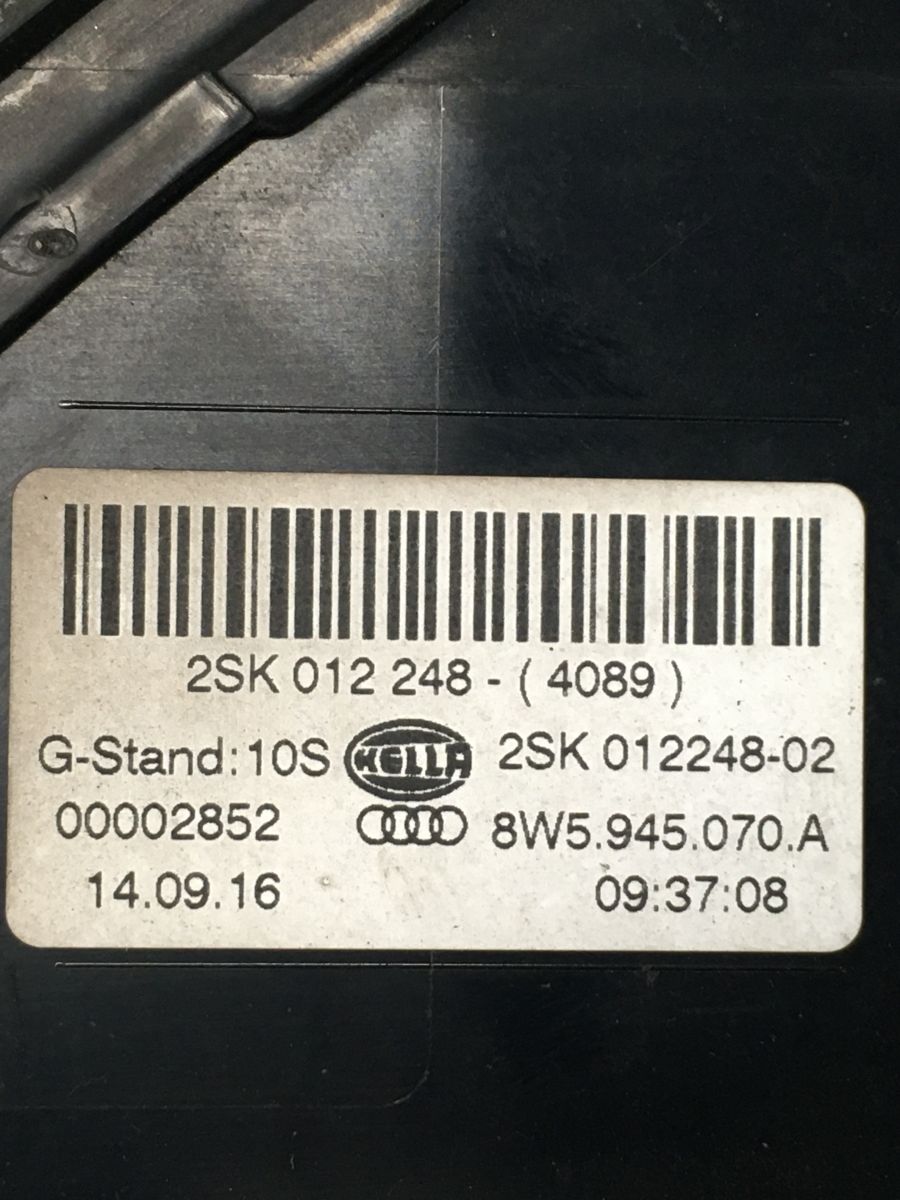 2SK 012 248 - ( 4089 )
G-Stand:10S HELLA 2SK 012248-02
00002852 8W5.945.070.A
14.09.16 09:37:08